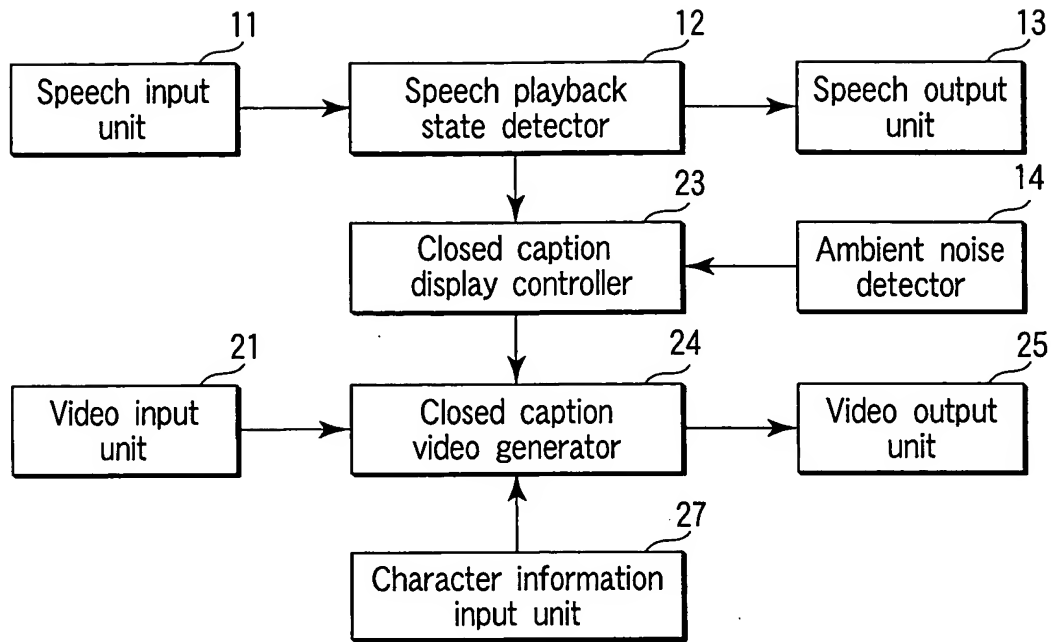 11
12
13
Speech input
unit
Speech playback
state detector
Speech output
unit
23
14
Closed caption
display controller
Ambient noise
detector
21
24
25
Video input
unit
Closed caption
video generator
Video output
unit
27
Character information
input unit